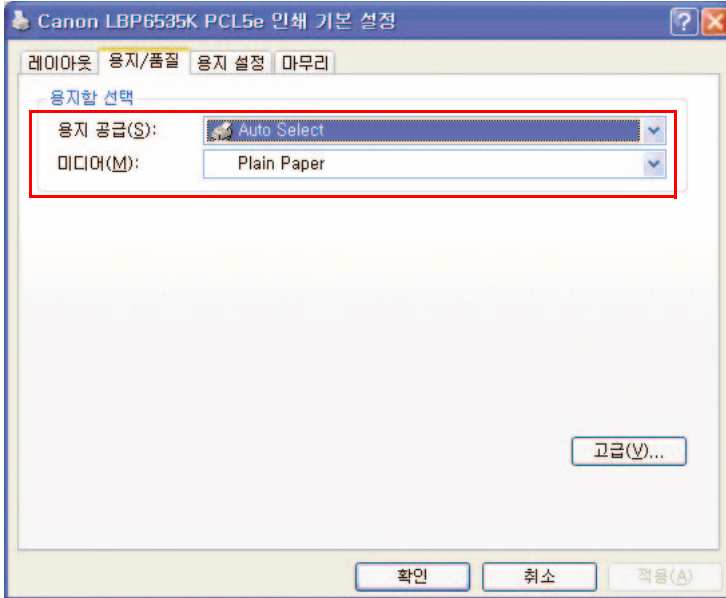 Canon LBP6535K PCL5e 인쇄 기본 설정
레이아웃 용지/품질 용지 설정 마무리
용지함 선택
용지 공급(S): Auto Select
미디어(M): Plain Paper
고급(V)...
확인 취소 적용(A)